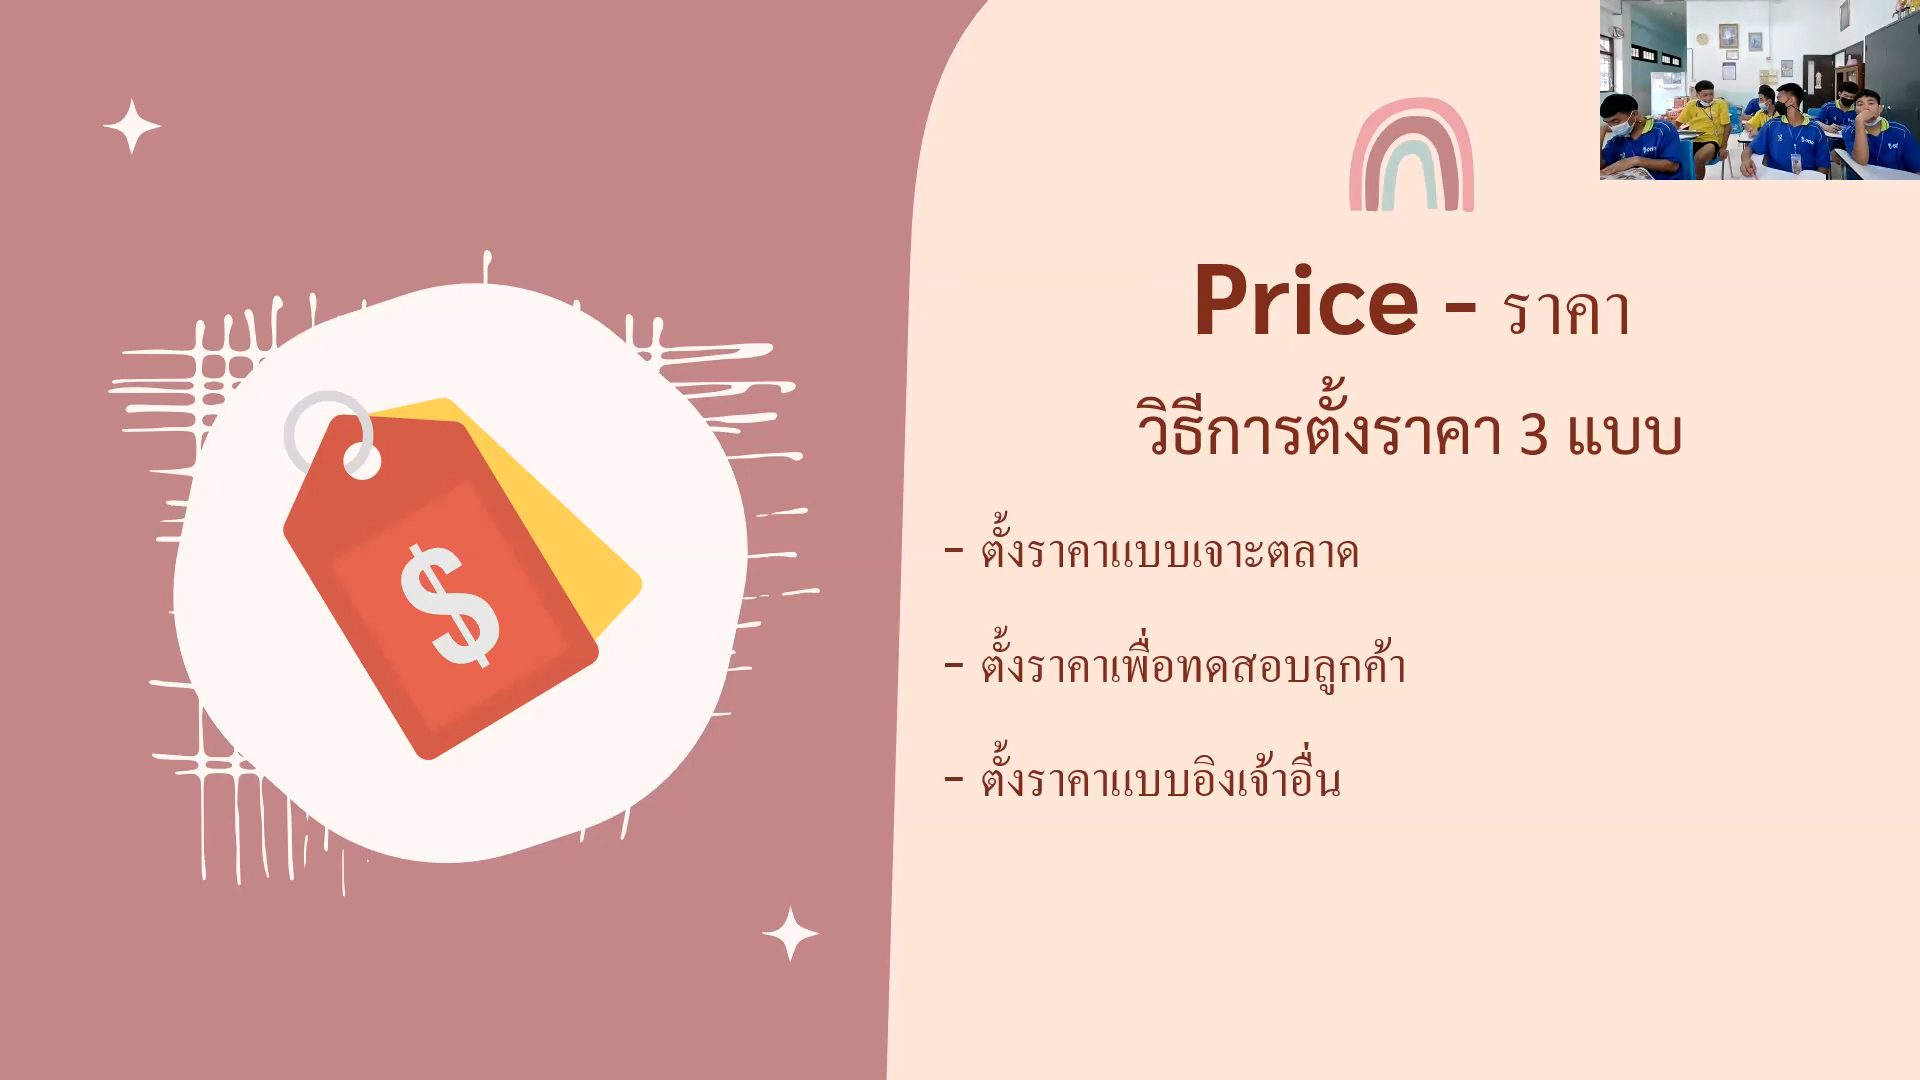 Price - ราคา
วิธีการตั้งราคา 3 แบบ
- ตั้งราคาแบบเจาะตลาด
- ตั้งราคาเพื่อทดสอบลูกค้า
- ตั้งราคาแบบอิงเจ้าอื่น
$